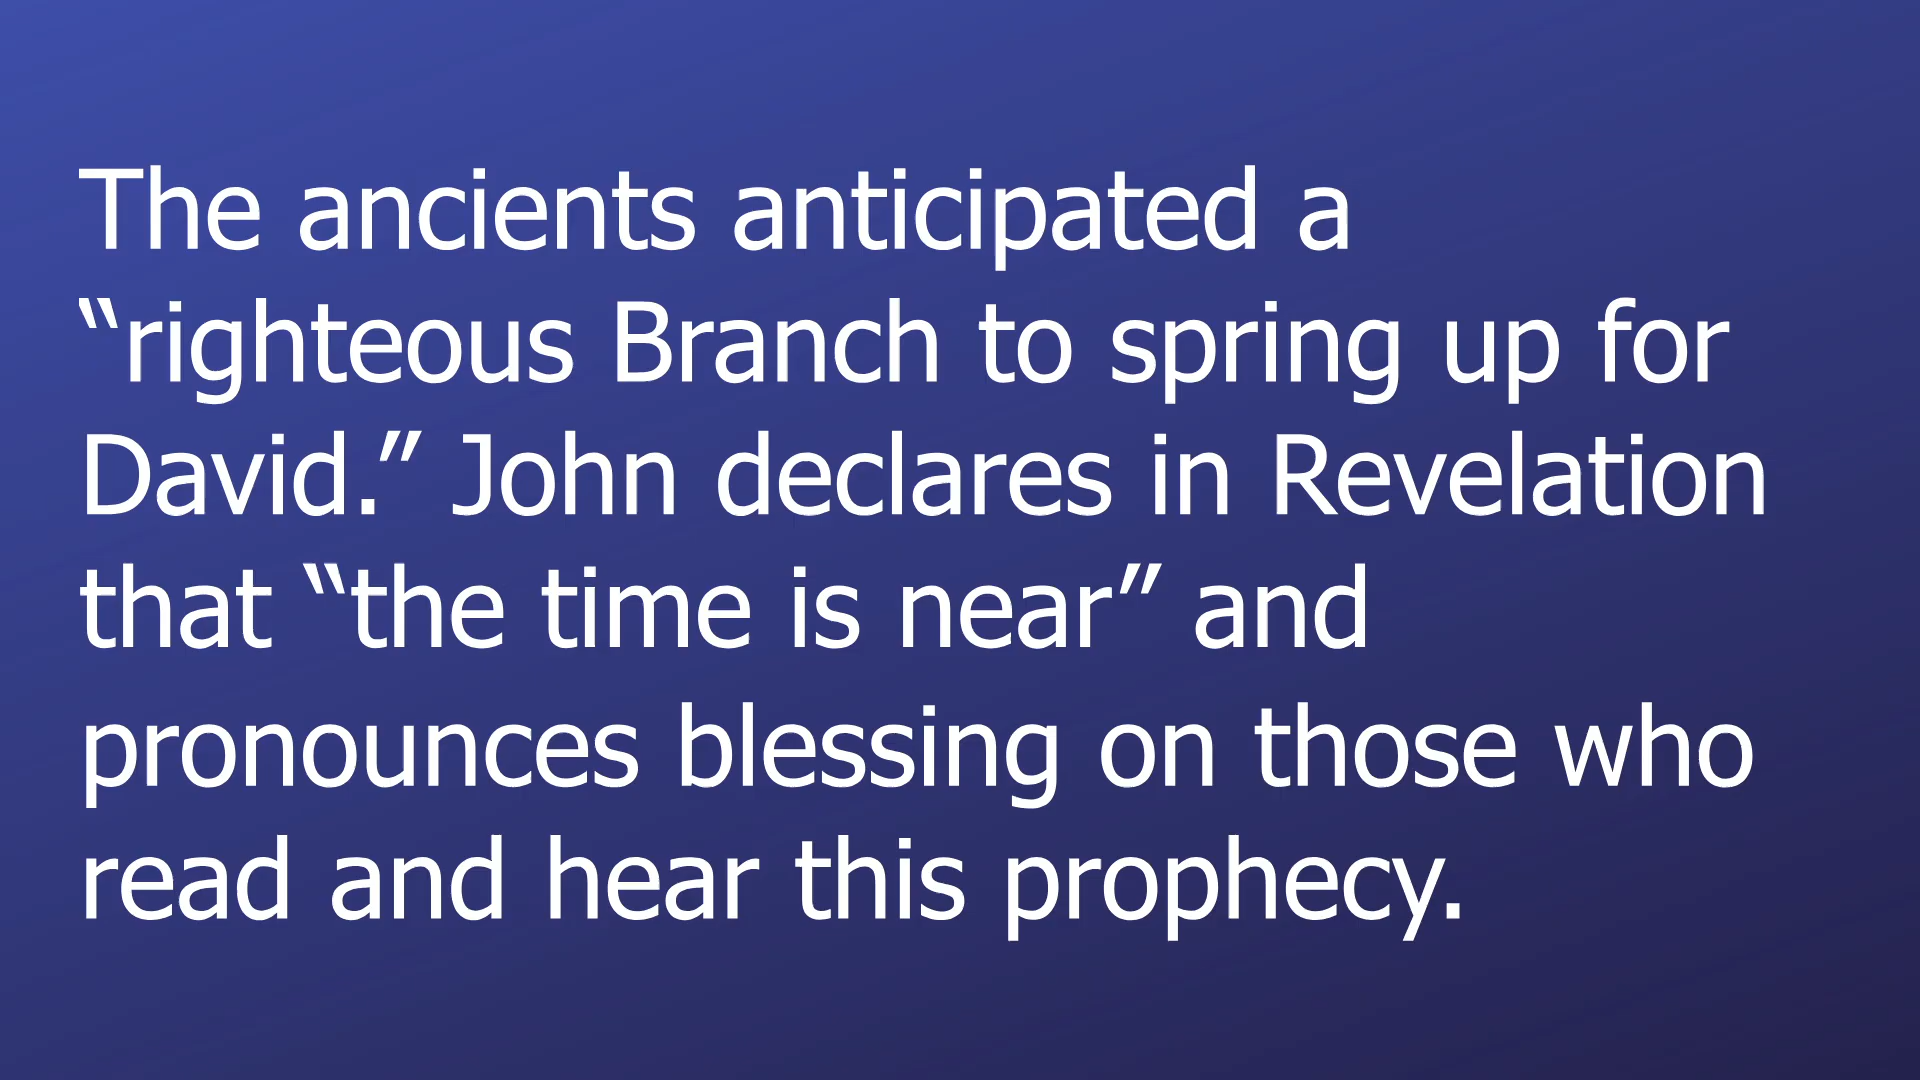 The ancients anticipated a
“righteous Branch to spring up for
David.” John declares in Revelation
that “the time is near” and
pronounces blessing on those who
read and hear this prophecy.